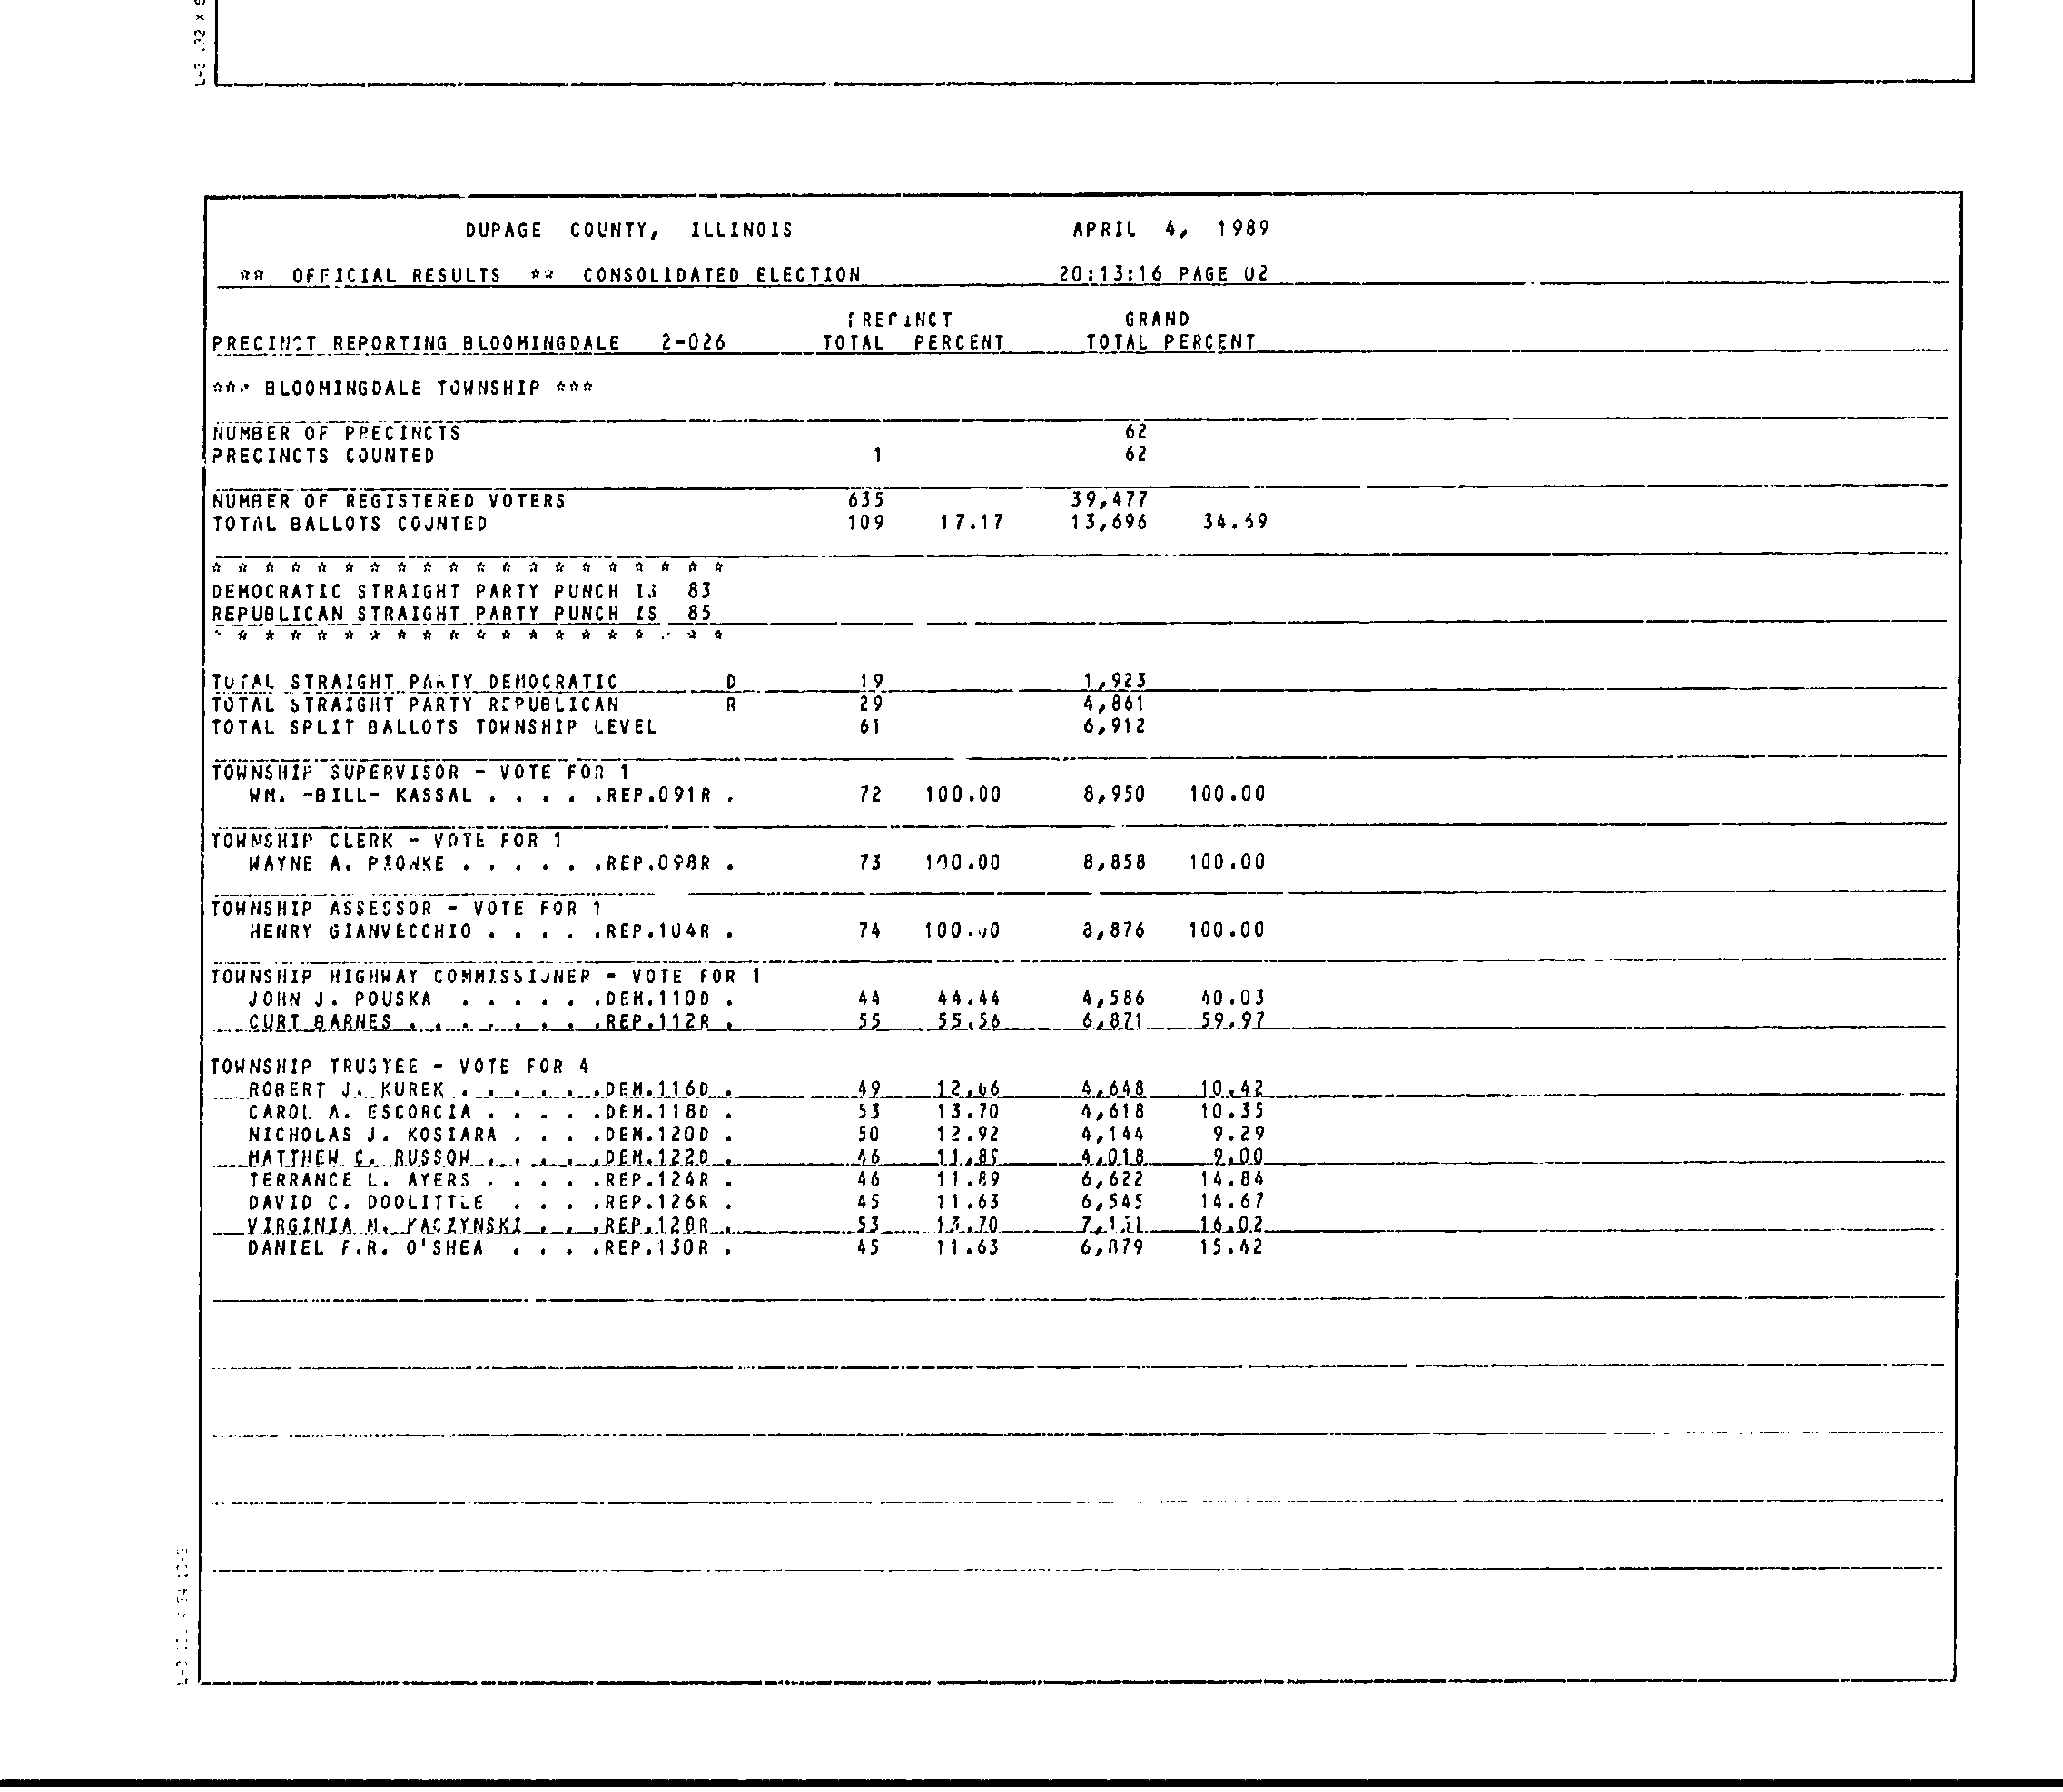 DUPAGE COUNTY, ILLINOIS APRIL 4, 1989
** OFFICIAL RESULTS ** CONSOLIDATED ELECTION 20:13:16 PAGE 02
PRECINCT GRAND
PRECINCT REPORTING BLOOMINGDALE 2-026 TOTAL PERCENT TOTAL PERCENT
*** BLOOMINGDALE TOWNSHIP ***
NUMBER OF PRECINCTS 62
PRECINCTS COUNTED 1 62
NUMBER OF REGISTERED VOTERS 635 39,477
TOTAL BALLOTS COUNTED 109 17.17 13,696 34.69
* * * * * * * * * * * * * * * * * * * *
DEMOCRATIC STRAIGHT PARTY PUNCH IS 83
REPUBLICAN STRAIGHT PARTY PUNCH IS 85
* * * * * * * * * * * * * * * * * * * *
TOTAL STRAIGHT PARTY DEMOCRATIC D 19 1,923
TOTAL STRAIGHT PARTY REPUBLICAN R 29 4,861
TOTAL SPLIT BALLOTS TOWNSHIP LEVEL 61 6,912
TOWNSHIP SUPERVISOR - VOTE FOR 1
WM. -BILL- KASSAL . . . . .REP.091R . 72 100.00 8,950 100.00
TOWNSHIP CLERK - VOTE FOR 1
WAYNE A. . . . . . .REP.098R . 73 100.00 8,858 100.00
TOWNSHIP ASSESSOR - VOTE FOR 1
HENRY GIANVECCHIO . . . . .REP.104R . 74 100.00 8,876 100.00
TOWNSHIP HIGHWAY COMMISSIONER - VOTE FOR 1
JOHN J. POUSKA . . . . . .DEM.110D . 44 44.44 4,586 40.03
CURT BARNES . . . . . . . .REP.112R . 55 55.56 6,871 59.97
TOWNSHIP TRUSTEE - VOTE FOR 4
ROBERT J. KUREK . . . . . .DEM.116D . 49 12.66 4,648 10.42
CAROL A. ESCORCIA . . . . .DEM.118D . 53 13.70 4,618 10.35
NICHOLAS J. KOSIARA . . . .DEM.120D . 50 12.92 4,144 9.29
MATTHEW C. RUSSOW . . . . .DEM.122D . 46 4,018 9.00
TERRANCE L. AYERS . . . . .REP.124R . 46 11.89 6,622 14.84
DAVID C. DOOLITTLE . . . .REP.126R . 45 11.63 6,545 14.67
VIRGINIA M. KACZYNSKI . . .REP.128R . 53 13.70 16.02
DANIEL F.R. O'SHEA . . . .REP.130R . 45 11.63 6,879 15.42